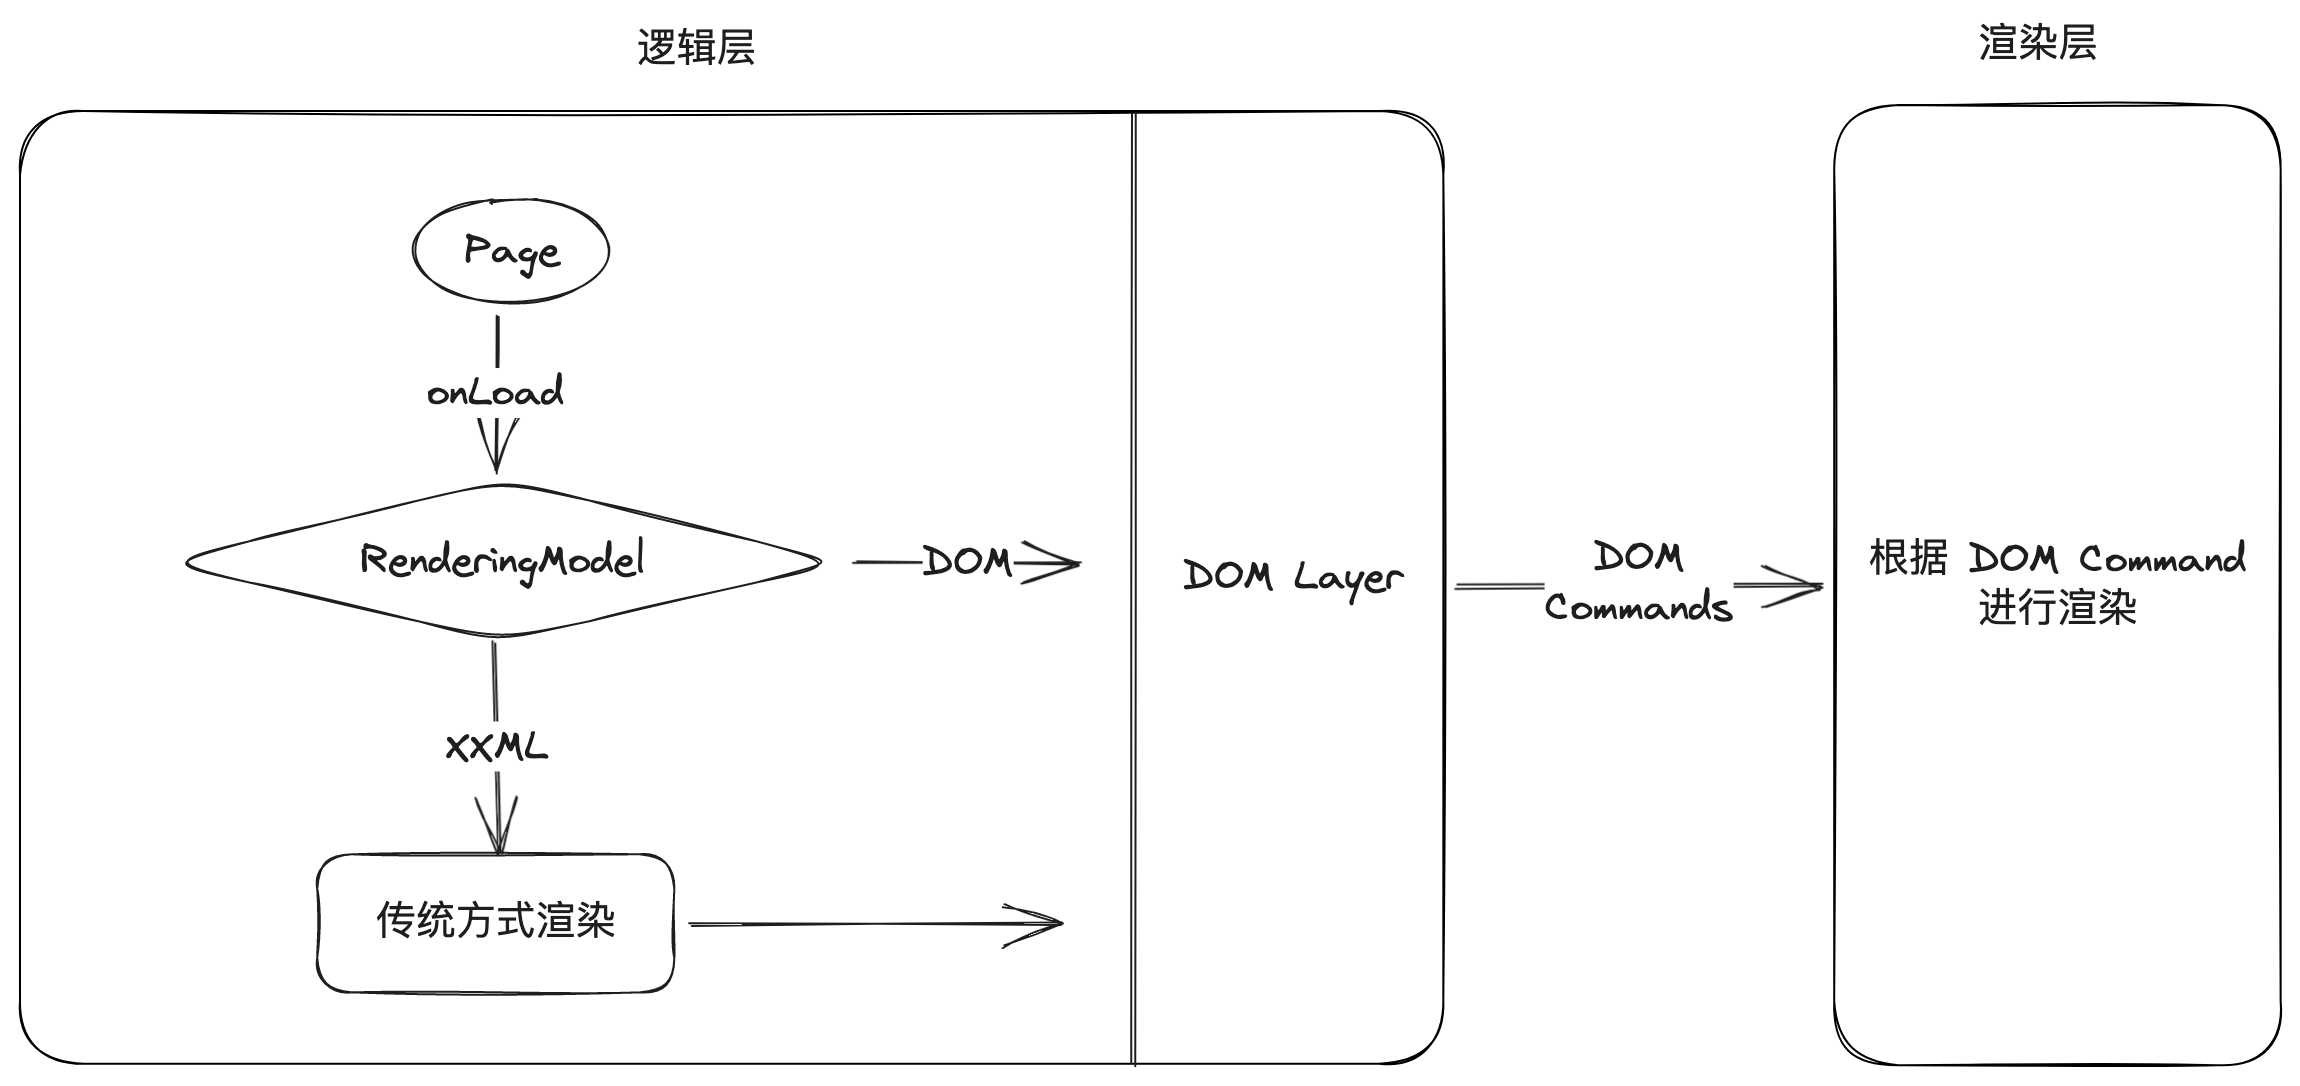 逻辑层
渲染层
Page
onLoad
RenderingModel
DOM
DOM Layer
DOM
Commands
根据 DOM Command
进行渲染
XXML
传统方式渲染